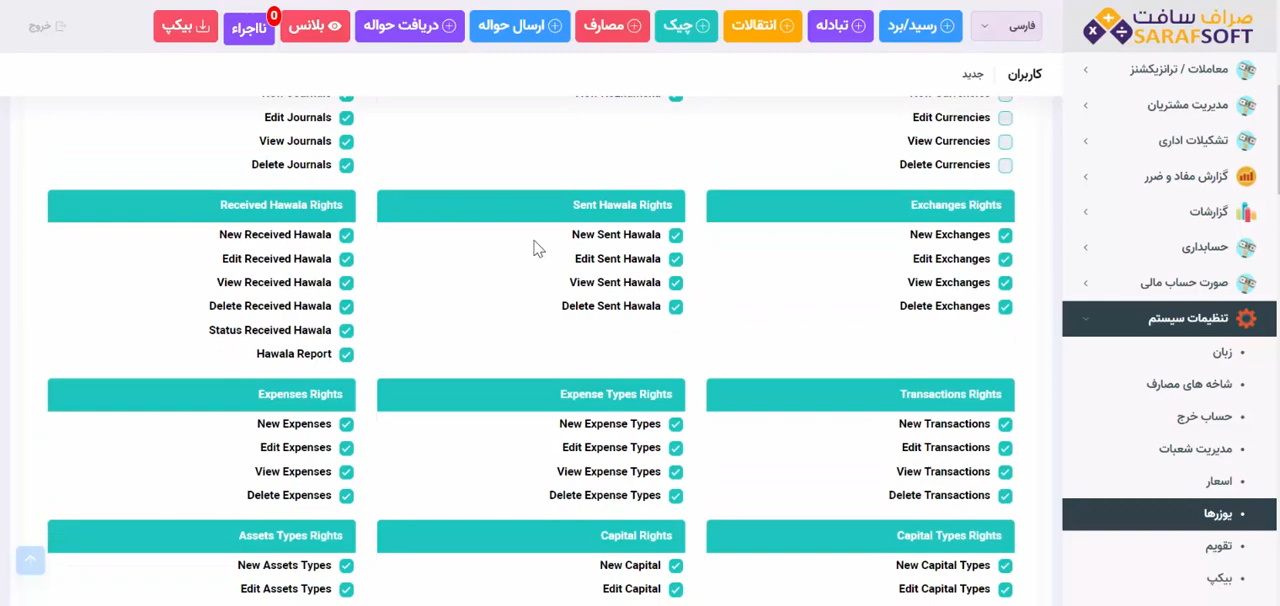 صراف سافت
SARAFSOFT
فارسی
رسید/برد
تبادله
انتقالات
چیک
مصارف
ارسال حواله
دریافت حواله
بلانس
نااجراء
0
بیکپ
خروج
کاربران
جدید
معاملات / ترانزیکشنز
مدیریت مشتریان
تشکیلات اداری
گزارش مفاد و ضرر
گزارشات
حسابداری
صورت حساب مالی
تنظیمات سیستم
زبان
شاخه های مصارف
حساب خرج
مدیریت شعبات
اسعار
یوزرها
تقویم
بیکپ
Edit Currencies
View Currencies
Delete Currencies
Edit Journals
View Journals
Delete Journals
Exchanges Rights
New Exchanges
Edit Exchanges
View Exchanges
Delete Exchanges
Sent Hawala Rights
New Sent Hawala
Edit Sent Hawala
View Sent Hawala
Delete Sent Hawala
Received Hawala Rights
New Received Hawala
Edit Received Hawala
View Received Hawala
Delete Received Hawala
Status Received Hawala
Hawala Report
Transactions Rights
New Transactions
Edit Transactions
View Transactions
Delete Transactions
Expense Types Rights
New Expense Types
Edit Expense Types
View Expense Types
Delete Expense Types
Expenses Rights
New Expenses
Edit Expenses
View Expenses
Delete Expenses
Capital Types Rights
New Capital Types
Edit Capital Types
Capital Rights
New Capital
Edit Capital
Assets Types Rights
New Assets Types
Edit Assets Types